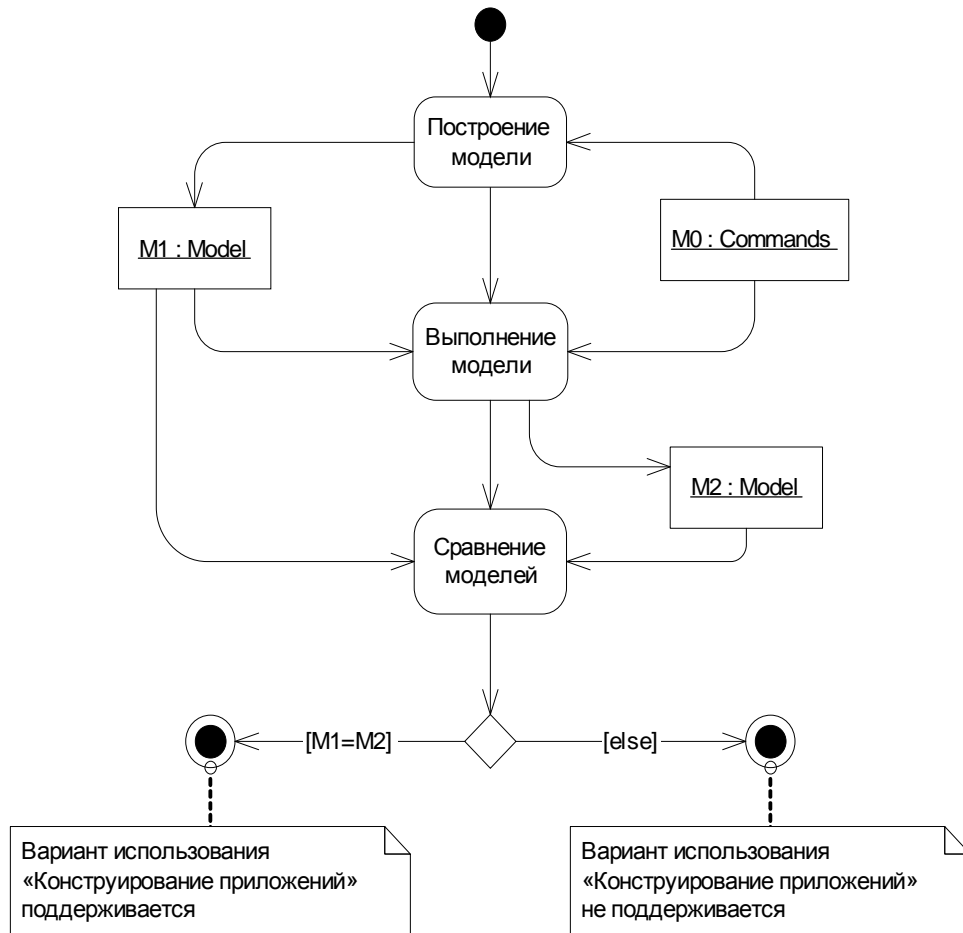 Построение
модели
M1 : Model
M0 : Commands
Выполнение
модели
M2 : Model
Сравнение
моделей
[M1=M2]
[else]
Вариант использования
«Конструирование приложений»
поддерживается
Вариант использования
«Конструирование приложений»
не поддерживается